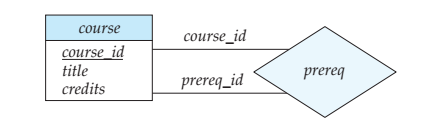 course
course_id
title
credits
course_id
prereq_id
prereq